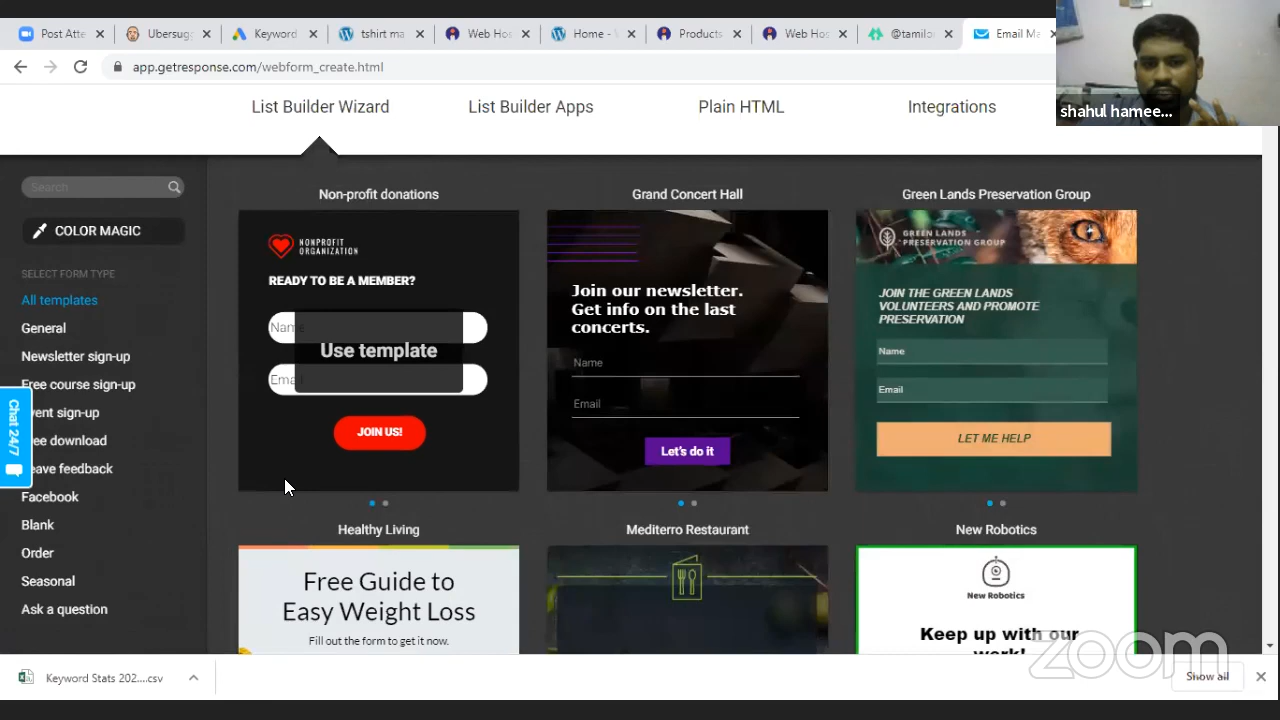 Post Atte
Ubersug
Keyword
tshirt ma
Web Hos
Home -
Products
Web Hos
@tamilo
Email Ma
app.getresponse.com/webform_create.html
shahul hamee...
List Builder Wizard
List Builder Apps
Plain HTML
Integrations
Search
COLOR MAGIC
SELECT FORM TYPE
All templates
General
Newsletter sign-up
Free course sign-up
vent sign-up
ee download
eave feedback
Facebook
Blank
Order
Seasonal
Ask a question
Chat 24/7
Non-profit donations
NONPROFIT
ORGANIZATION
READY TO BE A MEMBER?
Name
Use template
Emai
JOIN US!
Grand Concert Hall
Join our newsletter.
Get info on the last
concerts.
Name
Email
Let's do it
Green Lands Preservation Group
GREEN LANDS
PRESERVATION GROUP
JOIN THE GREEN LANDS
VOLUNTEERS AND PROMOTE
PRESERVATION
Name
Email
LET ME HELP
Healthy Living
Free Guide to
Easy Weight Loss
Fill out the form to get it now.
Mediterro Restaurant
New Robotics
New Robotics
Keep up with our
work!
zoom
Keyword Stats 202....csv
Show all